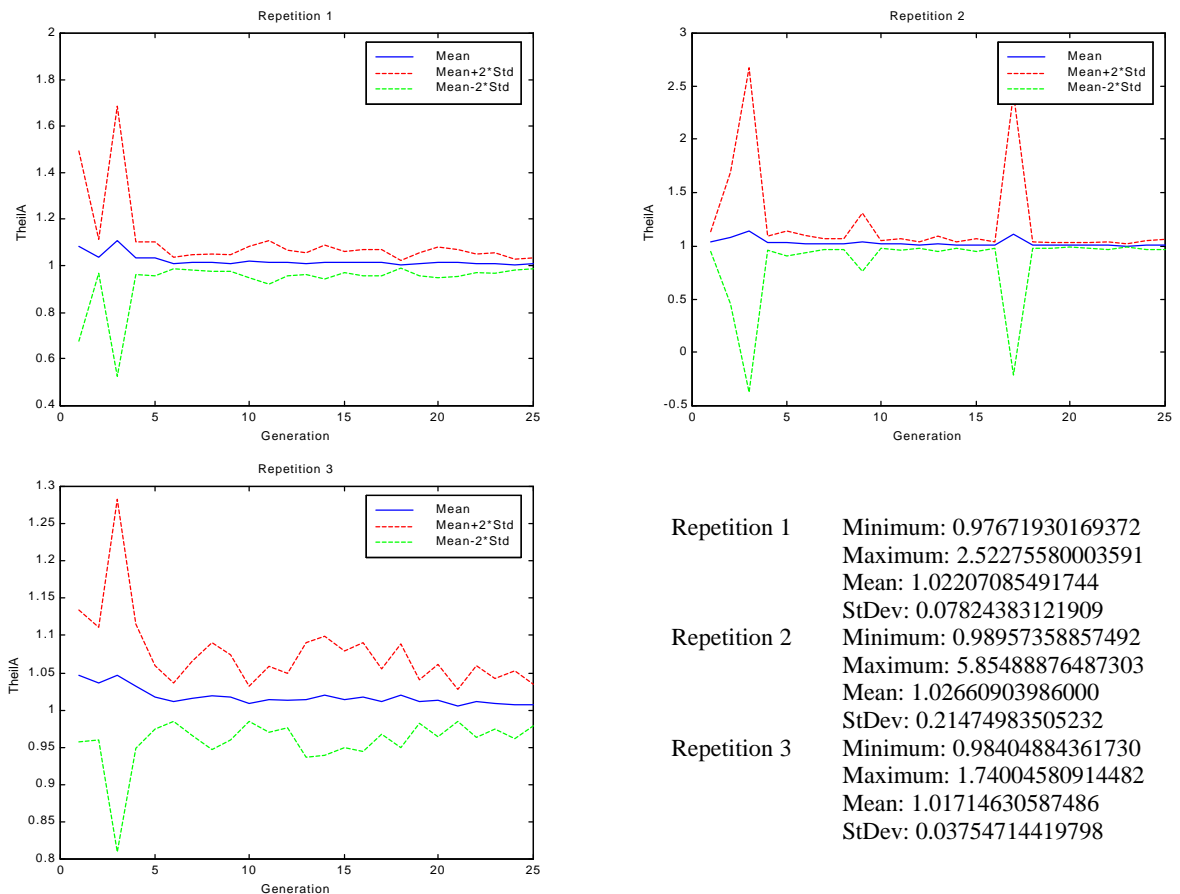 Repetition 1
2
1.8
1.6
1.4
1.2
1
0.8
0.6
0.4
TheilA
Mean
Mean+2*Std
Mean-2*Std
0 5 10 15 20 25
Generation
Repetition 2
3
2.5
2
1.5
1
0.5
0
-0.5
TheilA
Mean
Mean+2*Std
Mean-2*Std
0 5 10 15 20 25
Generation
Repetition 3
1.3
1.25
1.2
1.15
1.1
1.05
1
0.95
0.9
0.85
0.8
TheilA
Mean
Mean+2*Std
Mean-2*Std
0 5 10 15 20 25
Generation
Repetition 1 Minimum: 0.97671930169372
Maximum: 2.52275580003591
Mean: 1.02207085491744
StDev: 0.07824383121909
Repetition 2 Minimum: 0.98957358857492
Maximum: 5.85488876487303
Mean: 1.02660903986000
StDev: 0.21474983505232
Repetition 3 Minimum: 0.98404884361730
Maximum: 1.74004580914482
Mean: 1.01714630587486
StDev: 0.03754714419798